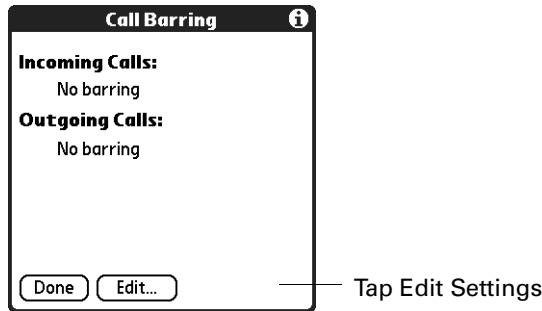 Call Barring
Incoming Calls:
No barring
Outgoing Calls:
No barring
Done Edit...
Tap Edit Settings